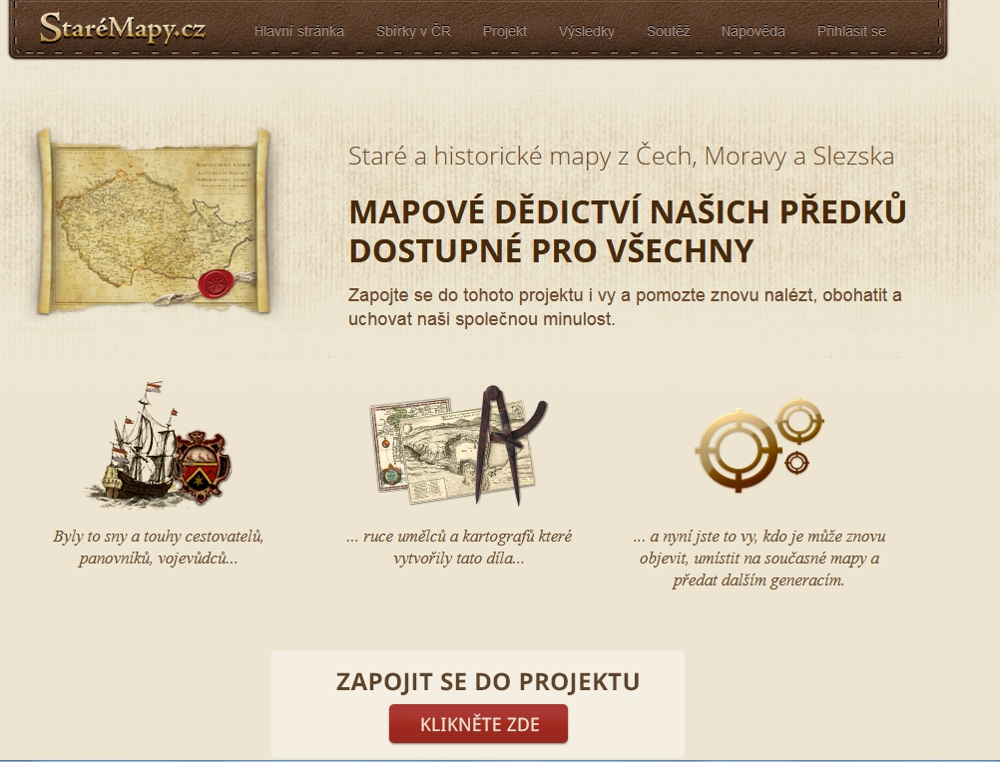 StaréMapy.cz
Hlavní stránka Sbírky v ČR Projekt Výsledky Soutěž Nápověda Přihlásit se
Staré a historické mapy z Čech, Moravy a Slezska
MAPOVÉ DĚDICTVÍ NAŠICH PŘEDKŮ
DOSTUPNÉ PRO VŠECHNY
Zapojte se do tohoto projektu i vy a pomozte znovu nalézt, obohatit a
uchovat naši společnou minulost.
Byly to sny a touhy cestovatelů,
panovníků, vojevůdců...
... ruce umělců a kartografů které
vytvořily tato díla...
... a nyní jste to vy, kdo je může znovu
objevit, umístit na současné mapy a
předat dalším generacím.
ZAPOJIT SE DO PROJEKTU
KLIKNĚTE ZDE